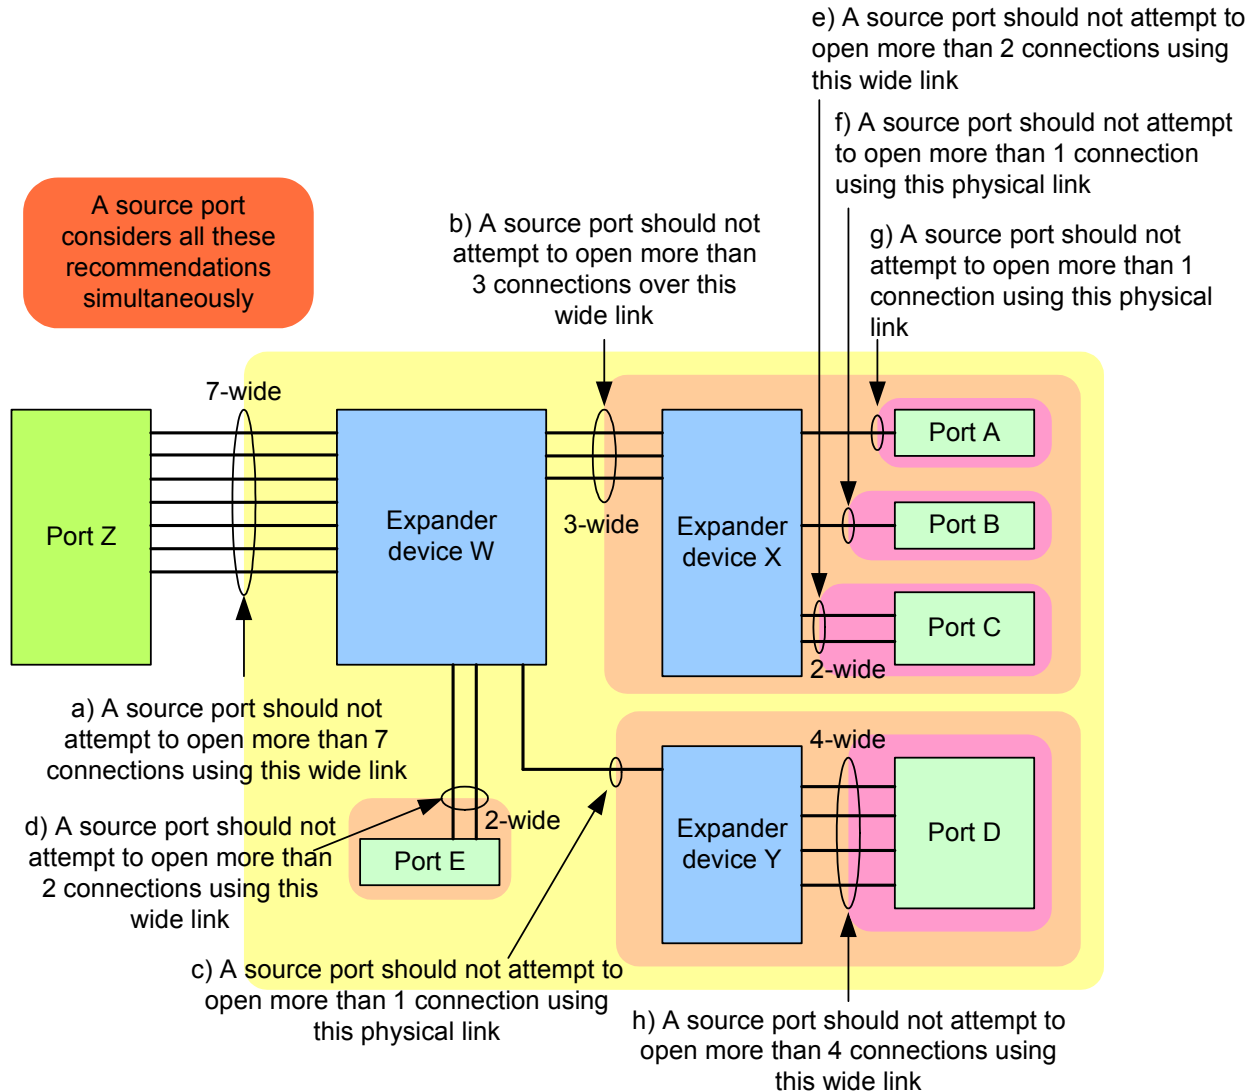 e) A source port should not attempt to
open more than 2 connections using
this wide link
f) A source port should not attempt
to open more than 1 connection
using this physical link
A source port
considers all these
recommendations
simultaneously
b) A source port should not
attempt to open more than
3 connections over this
wide link
g) A source port should not
attempt to open more than 1
connection using this physical
link
7-wide
Port Z
Expander
device W
3-wide
Expander
device X
Port A
Port B
Port C
2-wide
a) A source port should not
attempt to open more than 7
connections using this wide link
4-wide
d) A source port should not
attempt to open more than
2 connections using this
wide link
2-wide
Port E
Expander
device Y
Port D
c) A source port should not attempt to
open more than 1 connection using
this physical link
h) A source port should not attempt to
open more than 4 connections using
this wide link